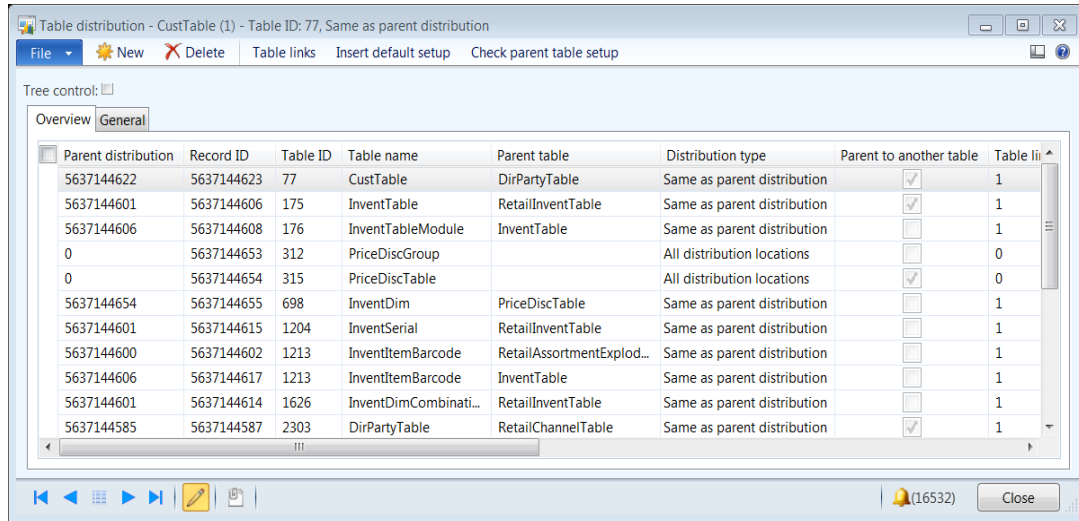 Table distribution - CustTable (1) - Table ID: 77, Same as parent distribution
File New Delete Table links Insert default setup Check parent table setup
Tree control:
Overview General
Parent distribution Record ID Table ID Table name Parent table Distribution type Parent to another table Table li
5637144622 5637144623 77 CustTable DirPartyTable Same as parent distribution 1
5637144601 5637144606 175 InventTable RetailInventTable Same as parent distribution 1
5637144606 5637144608 176 InventTableModule InventTable Same as parent distribution 1
0 5637144653 312 PriceDiscGroup All distribution locations 0
0 5637144654 315 PriceDiscTable All distribution locations 0
5637144654 5637144655 698 InventDim PriceDiscTable Same as parent distribution 1
5637144601 5637144615 1204 InventSerial RetailInventTable Same as parent distribution 1
5637144600 5637144602 1213 InventItemBarcode RetailAssortmentExplod... Same as parent distribution 1
5637144606 5637144617 1213 InventItemBarcode InventTable Same as parent distribution 1
5637144601 5637144614 1626 InventDimCombinati... RetailInventTable Same as parent distribution 1
5637144585 5637144587 2303 DirPartyTable RetailChannelTable Same as parent distribution 1
(16532) Close